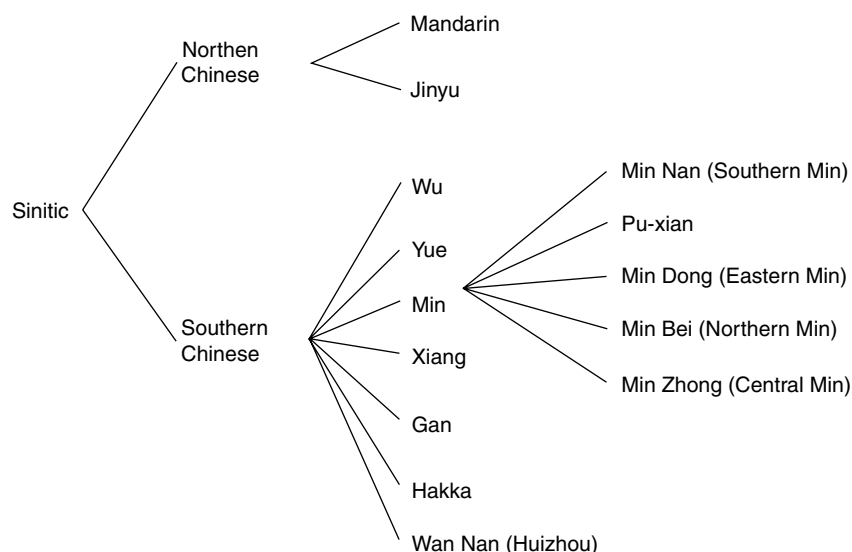 Sinitic
Northen
Chinese
Mandarin
Jinyu
Southern
Chinese
Wu
Yue
Min
Xiang
Gan
Hakka
Wan Nan (Huizhou)
Min Nan (Southern Min)
Pu-xian
Min Dong (Eastern Min)
Min Bei (Northern Min)
Min Zhong (Central Min)